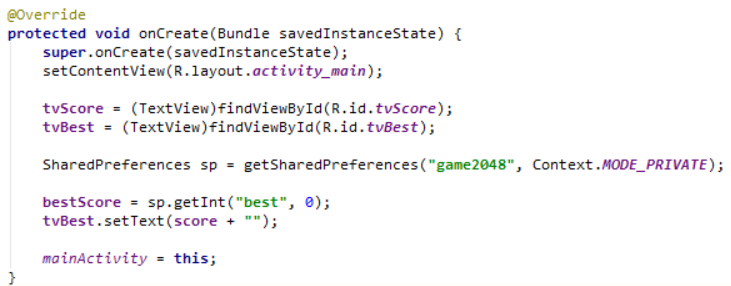 @Override
protected void onCreate(Bundle savedInstanceState) {
super.onCreate(savedInstanceState);
setContentView(R.layout.activity_main);
tvScore = (TextView)findViewById(R.id.tvScore);
tvBest = (TextView)findViewById(R.id.tvBest);
SharedPreferences sp = getSharedPreferences("game2048", Context.MODE_PRIVATE);
bestScore = sp.getInt("best", 0);
tvBest.setText(score + "");
mainActivity = this;
}